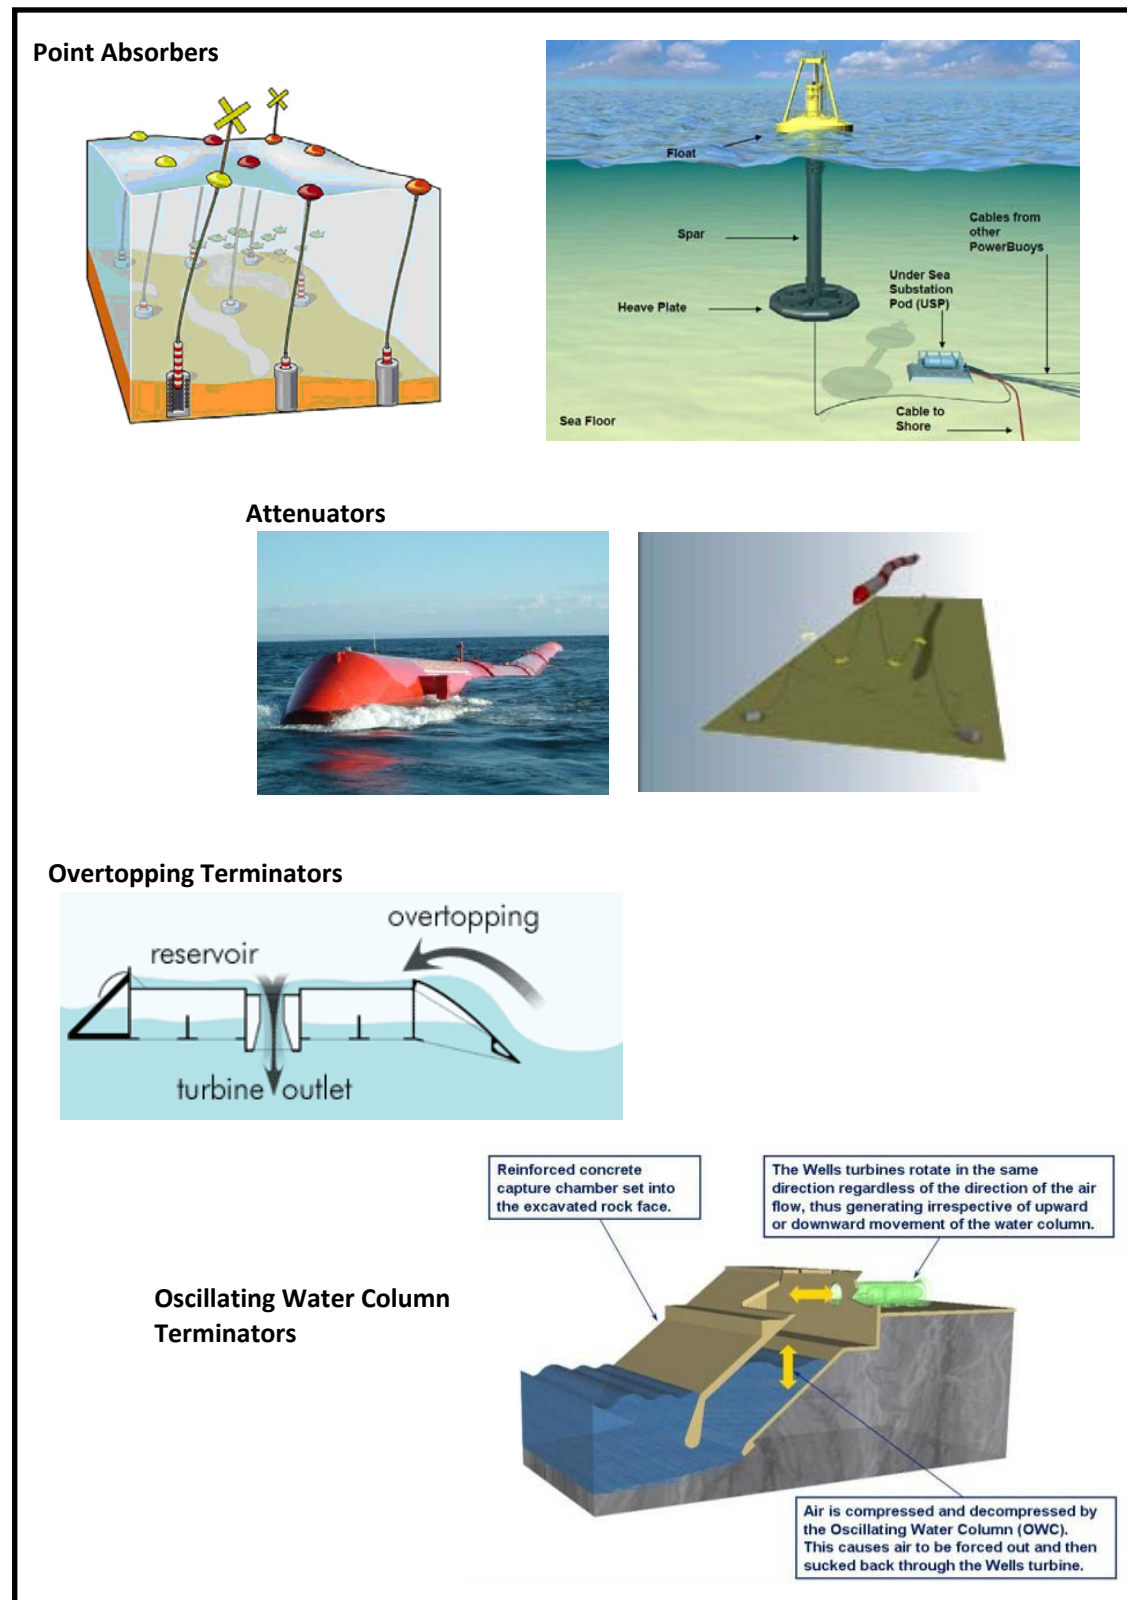 Point Absorbers
Float
Spar
Heave Plate
Cables from
other
PowerBuoys
Under Sea
Substation
Pod (USP)
Sea Floor
Cable to
Shore
Attenuators
Overtopping Terminators
overtopping
reservoir
turbine outlet
Reinforced concrete
capture chamber set into
the excavated rock face.
The Wells turbines rotate in the same
direction regardless of the direction of the air
flow, thus generating irrespective of upward
or downward movement of the water column.
Oscillating Water Column
Terminators
Air is compressed and decompressed by
the Oscillating Water Column (OWC).
This causes air to be forced out and then
sucked back through the Wells turbine.